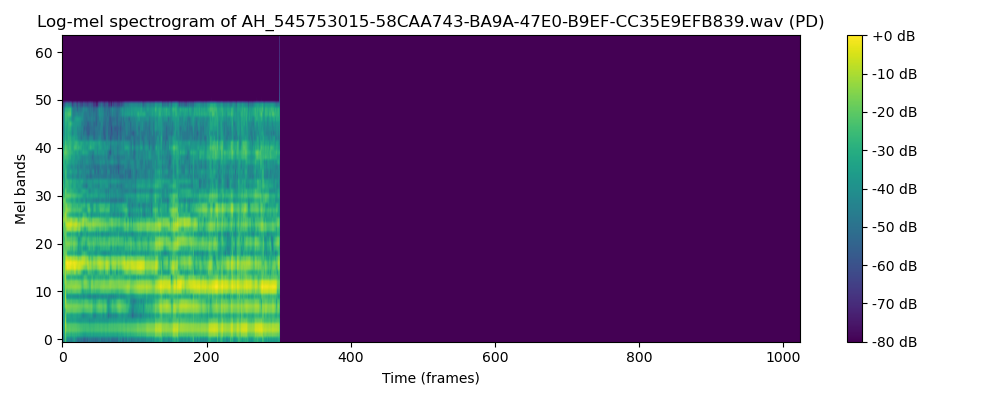 Log-mel spectrogram of AH_545753015-58CAA743-BA9A-47E0-B9EF-CC35E9EFB839.wav (PD)
Mel bands
60
50
40
30
20
10
0
0 200 400 600 800 1000
Time (frames)
+0 dB
-10 dB
-20 dB
-30 dB
-40 dB
-50 dB
-60 dB
-70 dB
-80 dB